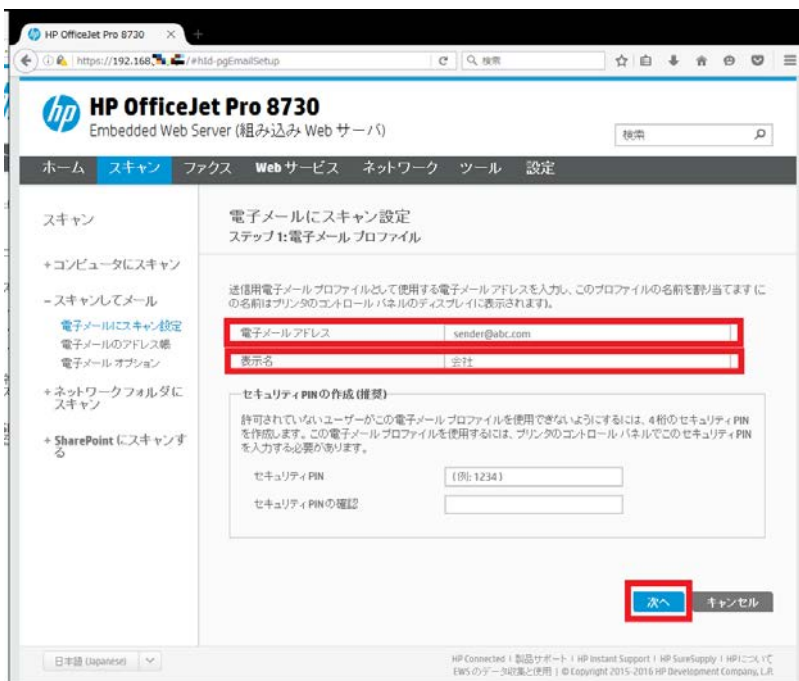 HP OfficeJet Pro 8730
https://192.168. /#hId-pgEmailSetup
検索
HP OfficeJet Pro 8730
Embedded Web Server (組み込み Web サーバ)
検索
ホーム スキャン ファクス Web サービス ネットワーク ツール 設定
スキャン
+コンピュータにスキャン
-スキャンしてメール
電子メールにスキャン設定
電子メールのアドレス帳
電子メール オプション
+ネットワークフォルダに
スキャン
+SharePoint にスキャンす
る
電子メールにスキャン設定
ステップ 1:電子メール プロファイル
送信用電子メール プロファイルとして使用する電子メール アドレスを入力し、このプロファイルの名前を割り当てます (こ
の名前はプリンタのコントロール パネルのディスプレイに表示されます)。
電子メール アドレス sender@abc.com
表示名 会社
セキュリティ PIN の作成 (推奨)
許可されていないユーザーがこの電子メール プロファイルを使用できないようにするには、4 桁のセキュリティ PIN
を作成します。この電子メール プロファイルを使用するには、プリンタのコントロール パネルでこのセキュリティ PIN
を入力する必要があります。
セキュリティ PIN (例: 1234)
セキュリティ PIN の確認
次へ キャンセル
日本語 (Japanese)
HP Connected | 製品サポート | HP Instant Support | HP SureSupply | HP について
EWS のデータ収集と使用 | © Copyright 2015-2016 HP Development Company, L.P.